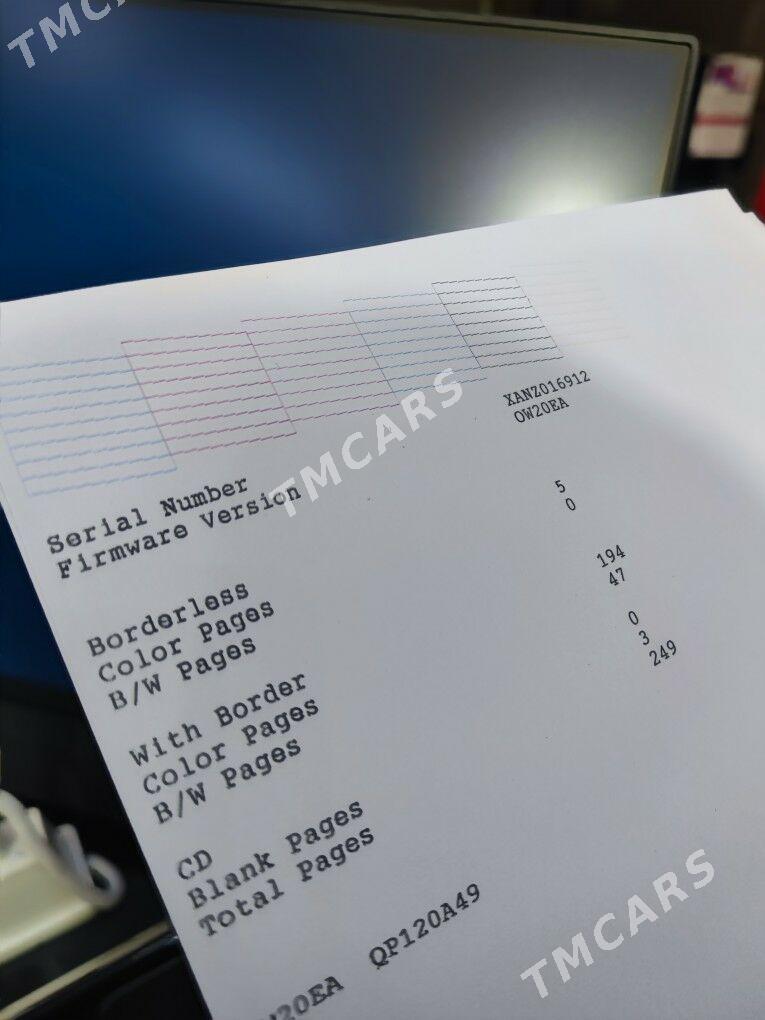 TMCARS
XANZ016912
OW20EA
Serial Number
Firmware Version
TMCARS
Borderless
Color Pages 5
B/W Pages 0
With Border
Color Pages 194
B/W Pages 47
CD 0
Blank Pages 3
Total Pages 249
QP120A49
TMCARS